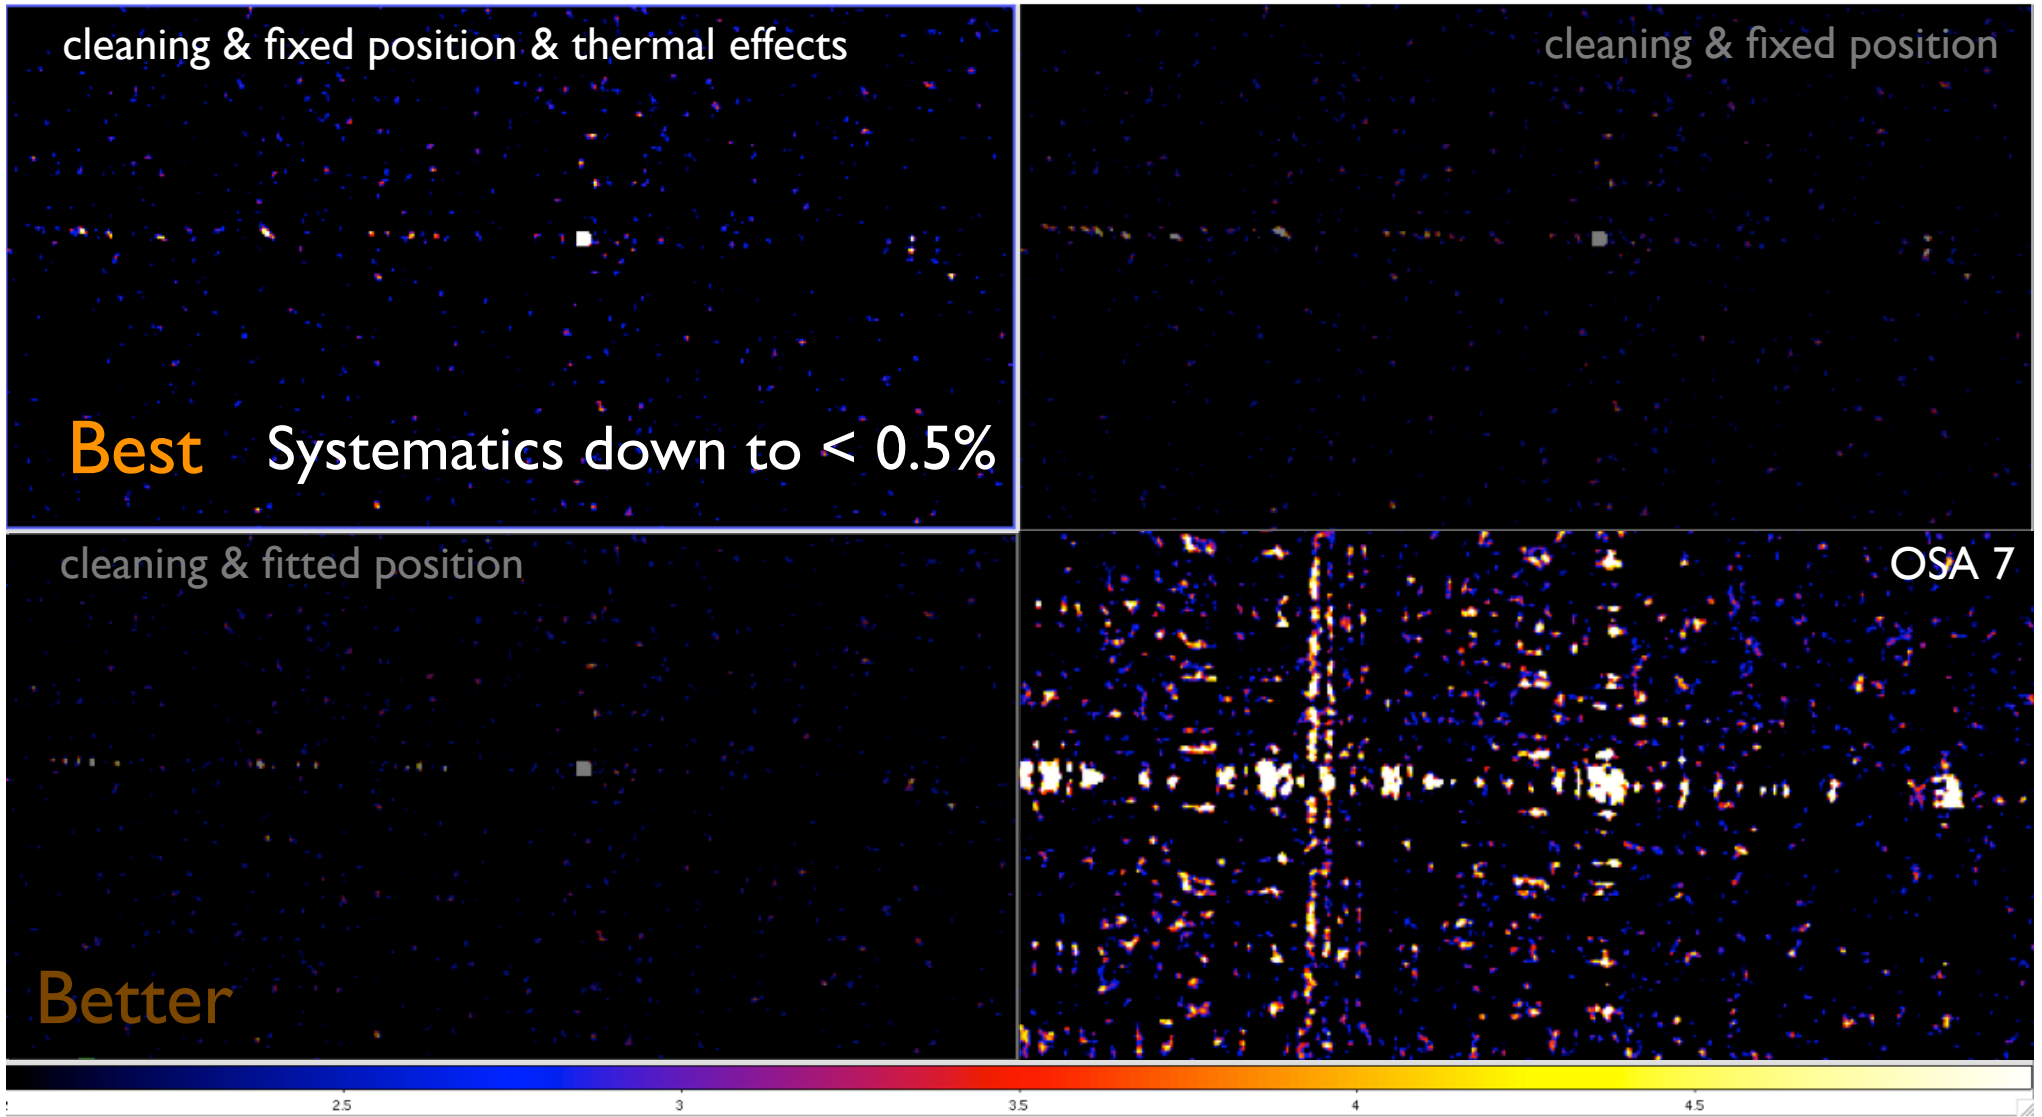 cleaning & fixed position & thermal effects
cleaning & fixed position
Best Systematics down to < 0.5%
cleaning & fitted position
OSA 7
Better
2.5 3 3.5 4 4.5